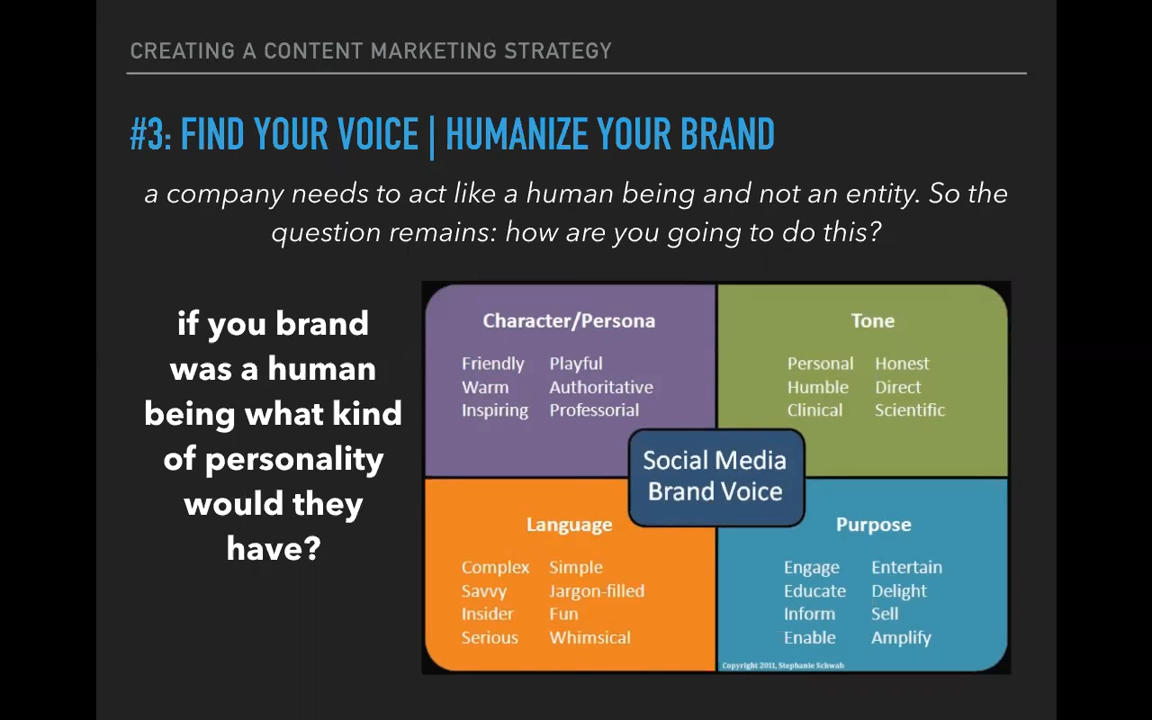 CREATING A CONTENT MARKETING STRATEGY
#3: FIND YOUR VOICE | HUMANIZE YOUR BRAND
a company needs to act like a human being and not an entity. So the
question remains: how are you going to do this?
if you brand
was a human
being what kind
of personality
would they
have?
Character/Persona
Friendly Playful
Warm Authoritative
Inspiring Professorial
Tone
Personal Honest
Humble Direct
Clinical Scientific
Social Media
Brand Voice
Language
Complex Simple
Savvy Jargon-filled
Insider Fun
Serious Whimsical
Purpose
Engage Entertain
Educate Delight
Inform Sell
Enable Amplify
Copyright 2011, Stephanie Schwab